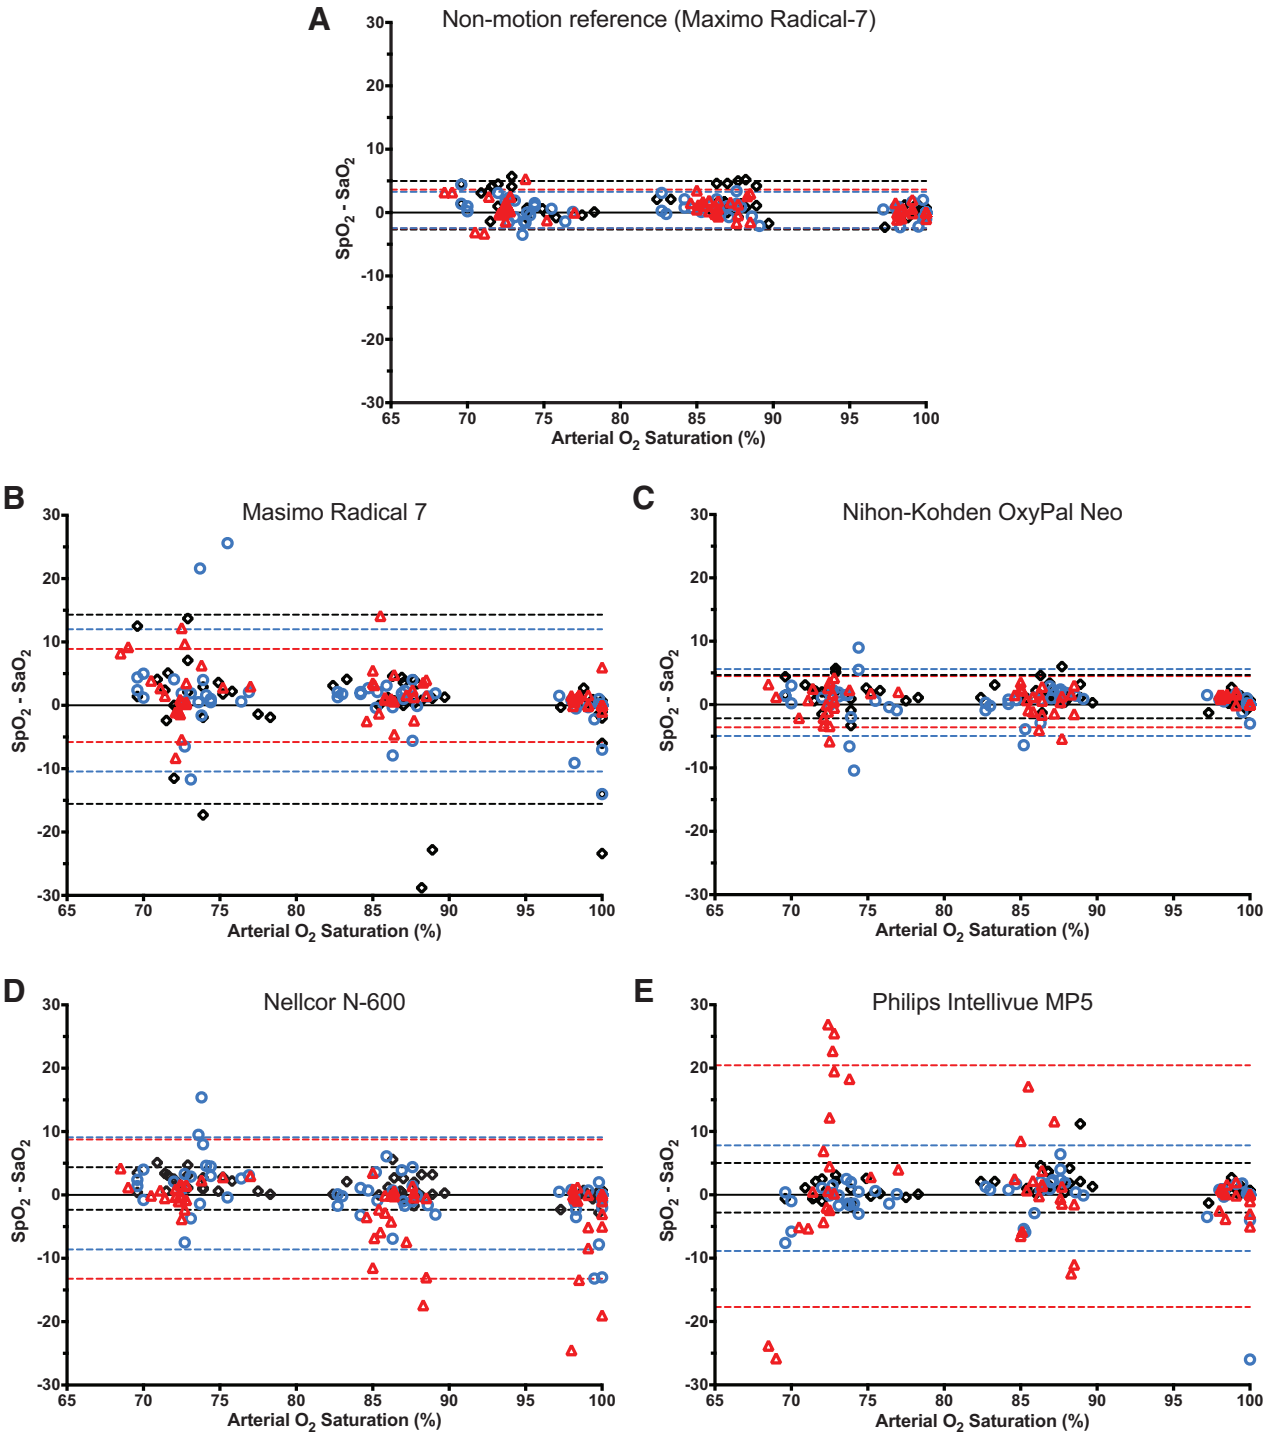 A
Non-motion reference (Maximo Radical-7)
30
20
10
0
-10
-20
-30
SpO2 - SaO2
65 70 75 80 85 90 95 100
Arterial O2 Saturation (%)
B
Masimo Radical 7
30
20
10
0
-10
-20
-30
SpO2 - SaO2
65 70 75 80 85 90 95 100
Arterial O2 Saturation (%)
C
Nihon-Kohden OxyPal Neo
30
20
10
0
-10
-20
-30
SpO2 - SaO2
65 70 75 80 85 90 95 100
Arterial O2 Saturation (%)
D
Nellcor N-600
30
20
10
0
-10
-20
-30
SpO2 - SaO2
65 70 75 80 85 90 95 100
Arterial O2 Saturation (%)
E
Philips Intellivue MP5
30
20
10
0
-10
-20
-30
SpO2 - SaO2
65 70 75 80 85 90 95 100
Arterial O2 Saturation (%)